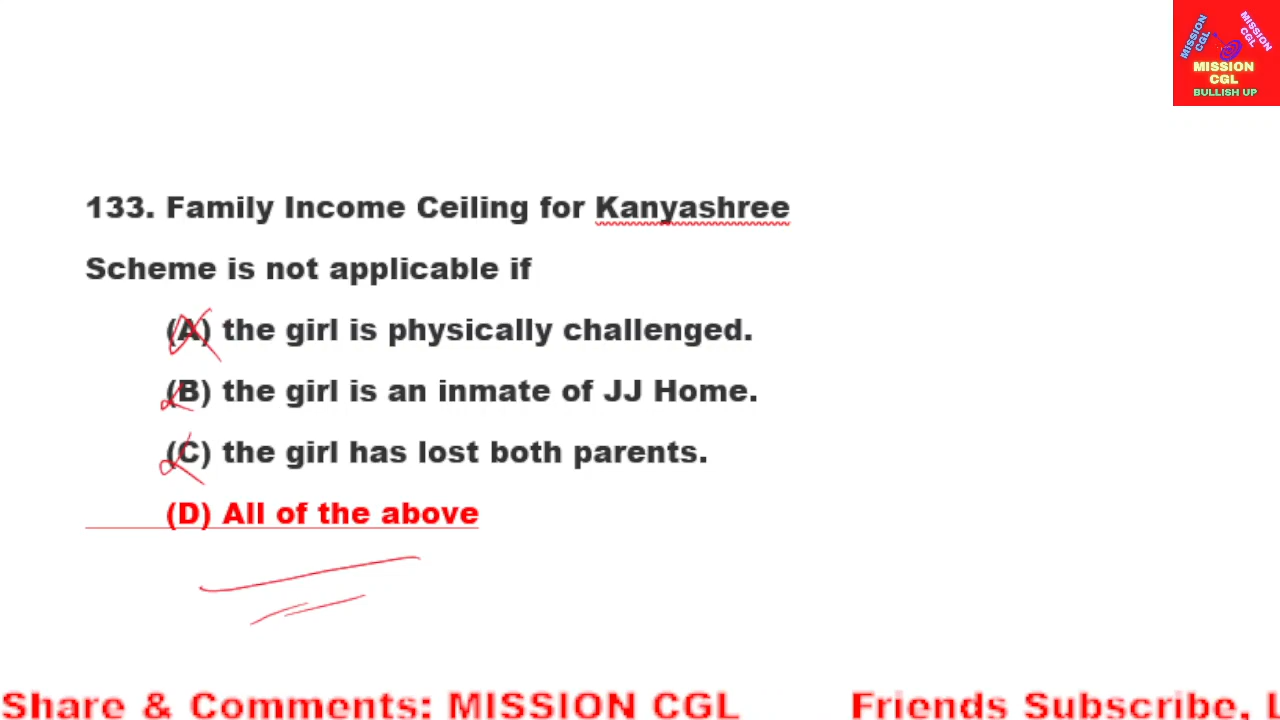 MISSION
CGL
MISSION
CGL
MISSION
CGL
BULLISH UP
133. Family Income Ceiling for Kanyashree
Scheme is not applicable if
(A) the girl is physically challenged.
(B) the girl is an inmate of JJ Home.
(C) the girl has lost both parents.
(D) All of the above
Share & Comments: MISSION CGL Friends Subscribe, L